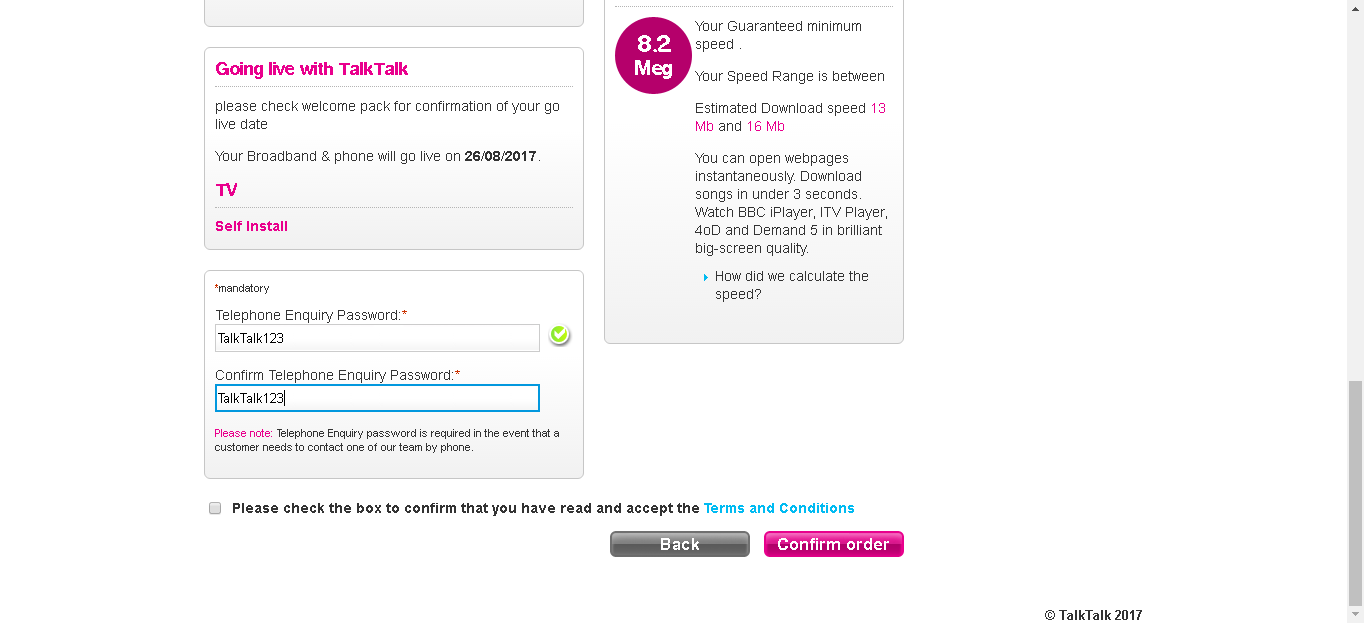 Going live with TalkTalk
please check welcome pack for confirmation of your go
live date
Your Broadband & phone will go live on 26/08/2017.
TV
Self Install
*mandatory
Telephone Enquiry Password:*
TalkTalk123
Confirm Telephone Enquiry Password:*
TalkTalk123
Please note: Telephone Enquiry password is required in the event that a
customer needs to contact one of our team by phone.
8.2
Meg
Your Guaranteed minimum
speed .
Your Speed Range is between
Estimated Download speed 13
Mb and 16 Mb
You can open webpages
instantaneously. Download
songs in under 3 seconds.
Watch BBC iPlayer, ITV Player,
4oD and Demand 5 in brilliant
big-screen quality.
How did we calculate the
speed?
Please check the box to confirm that you have read and accept the Terms and Conditions
Back
Confirm order
© TalkTalk 2017